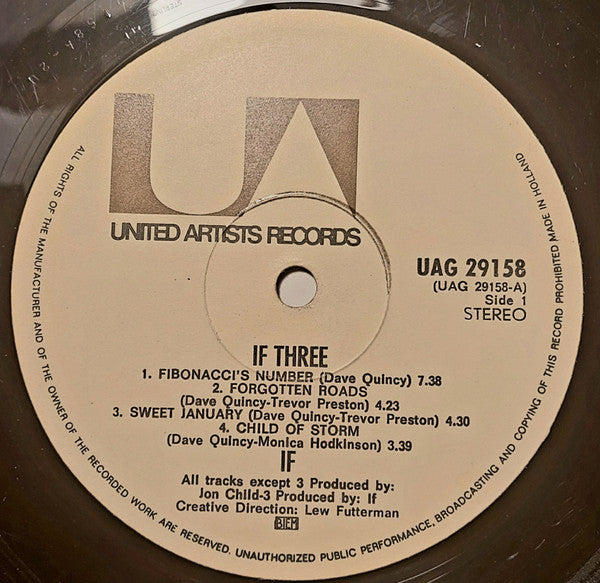 UA
UNITED ARTISTS RECORDS
UAG 29158
(UAG 29158-A)
Side 1
STEREO
IF THREE
1. FIBONACCI'S NUMBER (Dave Quincy) 7.38
2. FORGOTTEN ROADS
(Dave Quincy-Trevor Preston) 4.23
3. SWEET JANUARY (Dave Quincy-Trevor Preston) 4.30
4. CHILD OF STORM
(Dave Quincy-Monica Hodkinson) 3.39
IF
All tracks except 3 Produced by:
Jon Child-3 Produced by: If
Creative Direction: Lew Futterman
BIEM
ALL RIGHTS OF THE MANUFACTURER AND OF THE OWNER OF THE RECORDED WORK ARE RESERVED. UNAUTHORIZED PUBLIC PERFORMANCE, BROADCASTING AND COPYING OF THIS RECORD PROHIBITED MADE IN HOLLAND